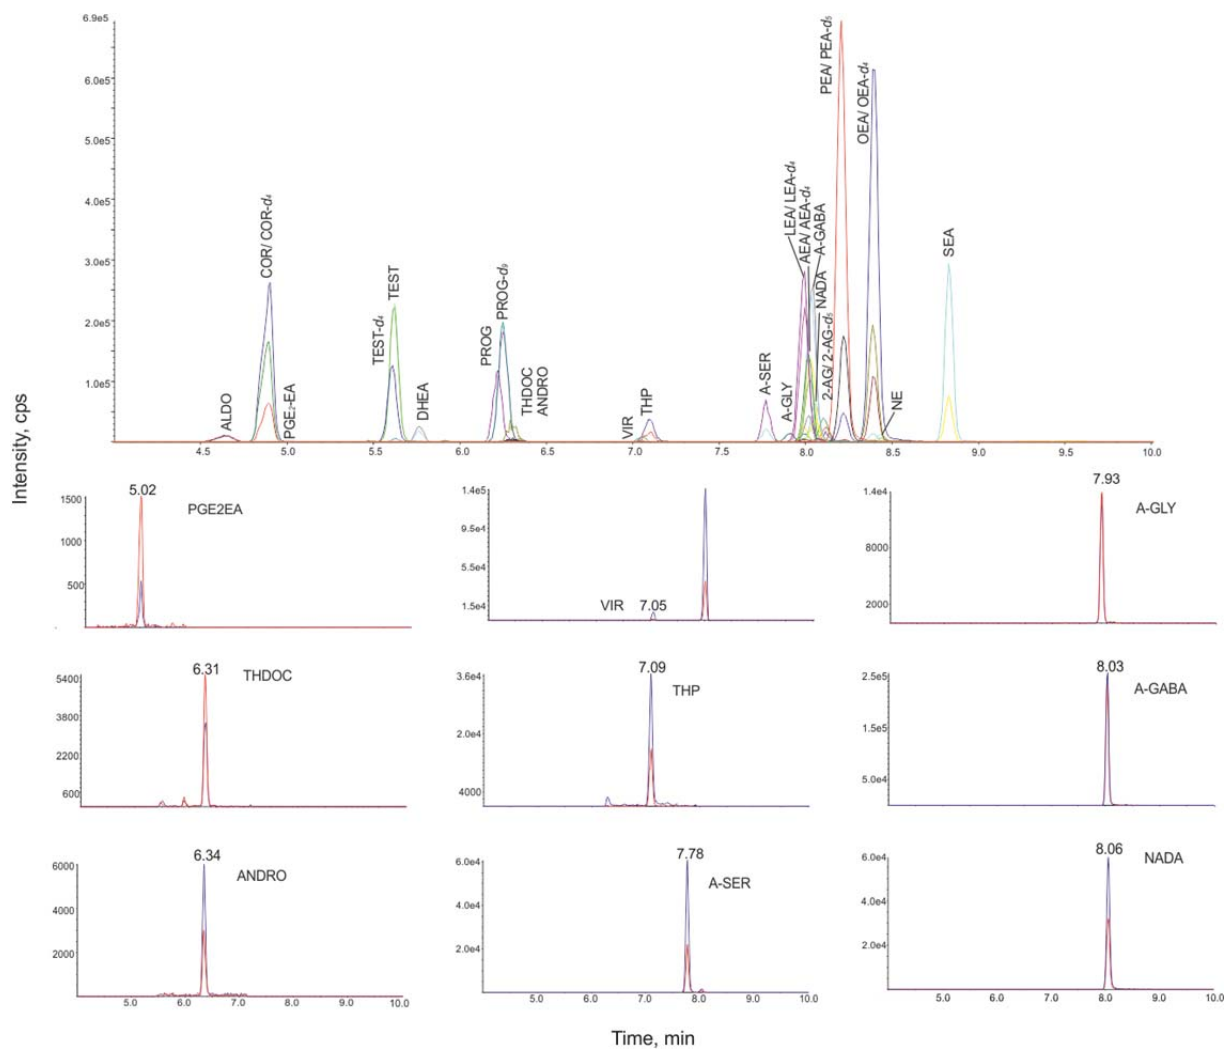 Intensity, cps
6.9e5
6.0e5
5.0e5
4.0e5
3.0e5
2.0e5
1.0e5
ALDO
COR/ COR-d₄
PGE₂-EA
TEST-d₄
TEST
DHEA
PROG
PROG-d₉
THDOC
ANDRO
VIR
THP
A-SER
A-GLY
LEA/ LEA-d₄
AEA/ AEA-d₄
A-GABA
NADA
2-AG/ 2-AG-d₅
PEA/ PEA-d₅
OEA/ OEA-d₄
NE
SEA
4.5 5.0 5.5 6.0 6.5 7.0 7.5 8.0 8.5 9.0 9.5 10.0
1500
1000
500
5.02
PGE2EA
1.4e5
9.5e4
5.5e4
1.5e4
VIR 7.05
1.4e4
8000
2000
7.93
A-GLY
5400
3800
2200
600
6.31
THDOC
3.6e4
2.0e4
4000
7.09
THP
2.5e5
1.5e5
5.0e4
8.03
A-GABA
6000
4000
2000
6.34
ANDRO
5.0 6.0 7.0 8.0 9.0 10.0
6.0e4
4.0e4
2.0e4
7.78
A-SER
5.0 6.0 7.0 8.0 9.0 10.0
6.0e4
4.0e4
2.0e4
8.06
NADA
5.0 6.0 7.0 8.0 9.0 10.0
Time, min